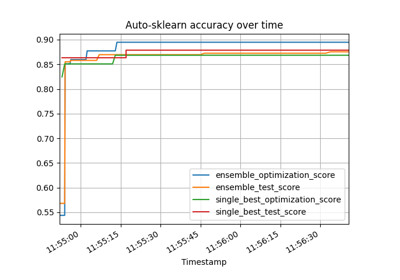 Auto-sklearn accuracy over time
0.90
0.85
0.80
0.75
0.70
0.65
0.60
0.55
ensemble_optimization_score
ensemble_test_score
single_best_optimization_score
single_best_test_score
11:55:00
11:55:15
11:55:30
11:55:45
11:56:00
11:56:15
11:56:30
Timestamp